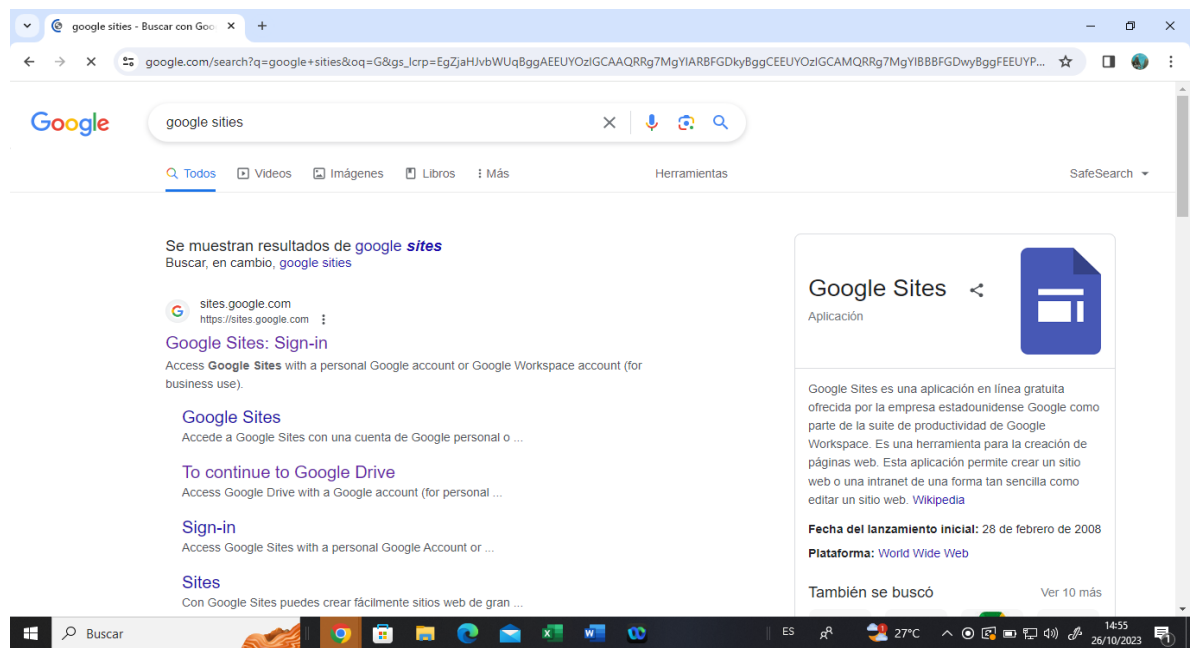 google sities - Buscar con Goo
google.com/search?q=google+sities&oq=G&gs_lcrp=EgZjaHJvbWUqBggAEEUYOzIGCAAQRRg7MgYIARBFGDkyBggCEEUYOzIGCAMQRRg7MgYIBBBFGDwyBggFEEUYP...
Google
google sities
Todos Videos Imágenes Libros Más Herramientas SafeSearch
Se muestran resultados de google sites
Buscar, en cambio, google sities
sites.google.com
https://sites.google.com
Google Sites: Sign-in
Access Google Sites with a personal Google account or Google Workspace account (for
business use).
Google Sites
Accede a Google Sites con una cuenta de Google personal o ...
To continue to Google Drive
Access Google Drive with a Google account (for personal ...
Sign-in
Access Google Sites with a personal Google Account or ...
Sites
Con Google Sites puedes crear fácilmente sitios web de gran ...
Google Sites
Aplicación
Google Sites es una aplicación en línea gratuita
ofrecida por la empresa estadounidense Google como
parte de la suite de productividad de Google
Workspace. Es una herramienta para la creación de
páginas web. Esta aplicación permite crear un sitio
web o una intranet de una forma tan sencilla como
editar un sitio web. Wikipedia
Fecha del lanzamiento inicial: 28 de febrero de 2008
Plataforma: World Wide Web
También se buscó Ver 10 más
Buscar ES 27°C 14:55
26/10/2023